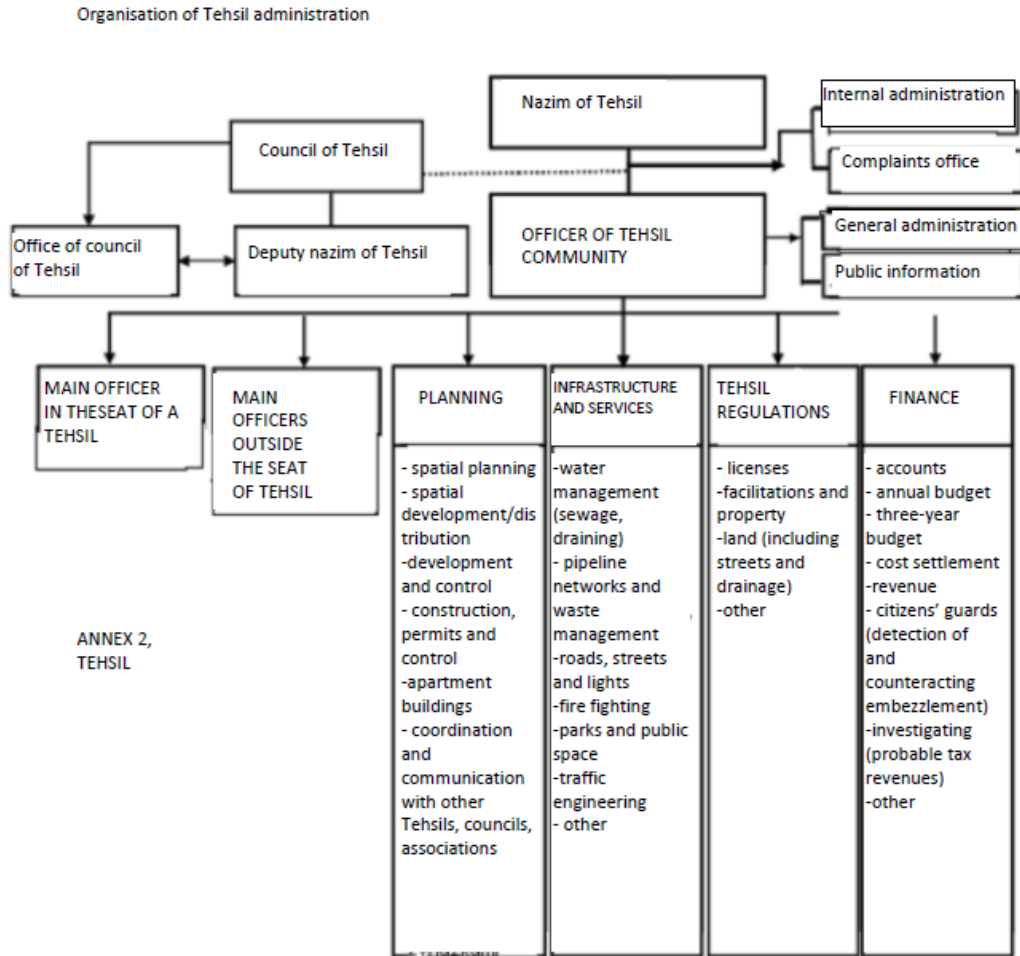 Organisation of Tehsil administration
Nazim of Tehsil
Internal administration
Complaints office
Council of Tehsil
Office of council
of Tehsil
Deputy nazim of Tehsil
OFFICER OF TEHSIL
COMMUNITY
General administration
Public information
MAIN OFFICER
IN THESEAT OF A
TEHSIL
MAIN
OFFICERS
OUTSIDE
THE SEAT
OF TEHSIL
PLANNING
- spatial planning
- spatial
development/dis
tribution
-development
and control
- construction,
permits and
control
-apartment
buildings
- coordination
and
communication
with other
Tehsils, councils,
associations
INFRASTRUCTURE
AND SERVICES
-water
management
(sewage,
draining)
- pipeline
networks and
waste
management
-roads, streets
and lights
-fire fighting
-parks and public
space
-traffic
engineering
- other
TEHSIL
REGULATIONS
- licenses
-facilitations and
property
-land (including
streets and
drainage)
-other
FINANCE
- accounts
- annual budget
- three-year
budget
- cost settlement
-revenue
- citizens’ guards
(detection of
and
counteracting
embezzlement)
-investigating
(probable tax
revenues)
-other
ANNEX 2,
TEHSIL